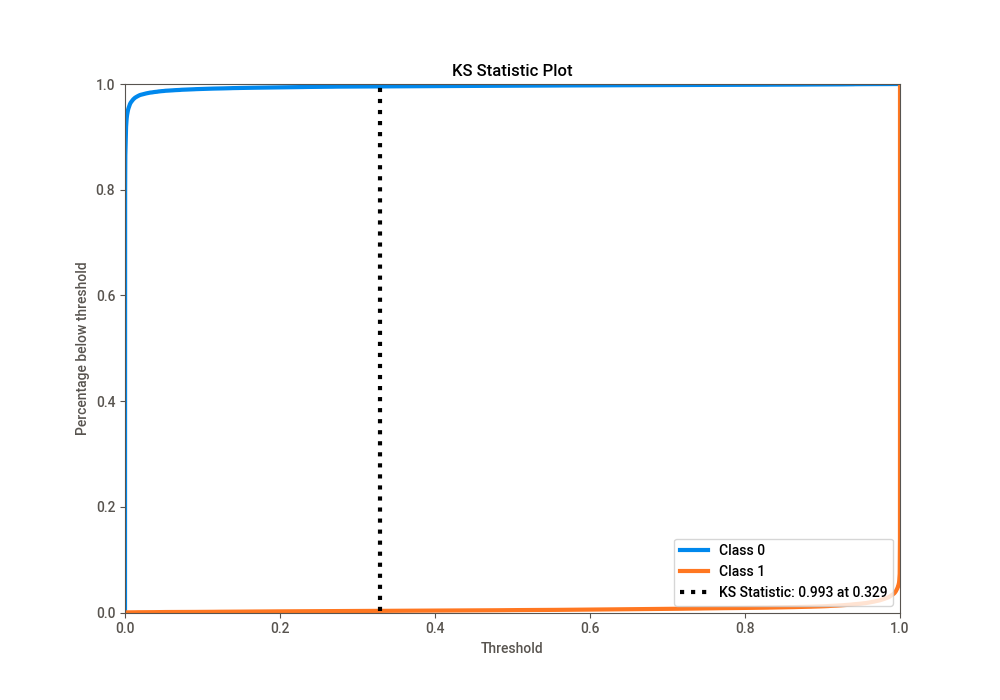 KS Statistic Plot
1.0
0.8
0.6
0.4
0.2
0.0
Percentage below threshold
0.0 0.2 0.4 0.6 0.8 1.0
Threshold
Class 0
Class 1
KS Statistic: 0.993 at 0.329